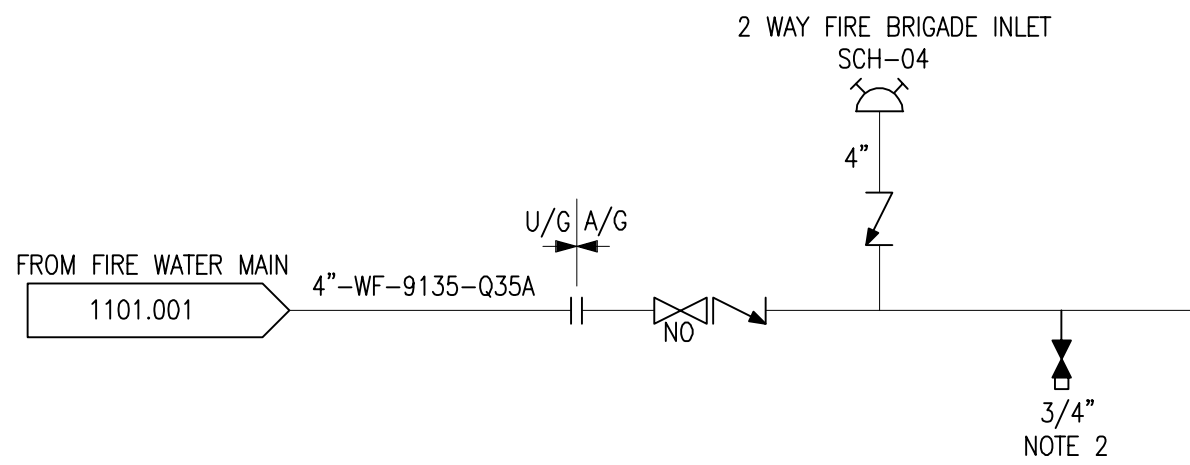 2 WAY FIRE BRIGADE INLET
SCH-04
4"
U/G A/G
FROM FIRE WATER MAIN
1101.001
4"-WF-9135-Q35A
NO
3/4"
NOTE 2